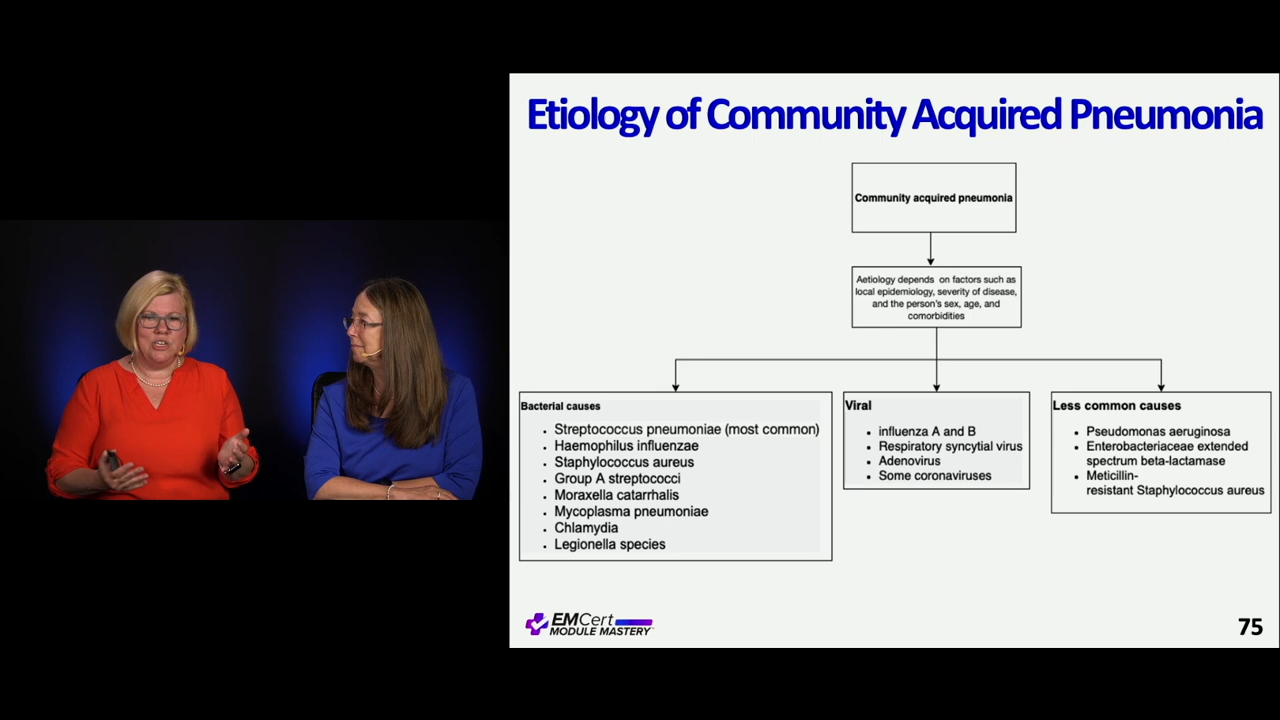 Etiology of Community Acquired Pneumonia
Community acquired pneumonia
Aetiology depends on factors such as
local epidemiology, severity of disease,
and the person's sex, age, and
comorbidities
Bacterial causes
Streptococcus pneumoniae (most common)
Haemophilus influenzae
Staphylococcus aureus
Group A streptococci
Moraxella catarrhalis
Mycoplasma pneumoniae
Chlamydia
Legionella species
Viral
influenza A and B
Respiratory syncytial virus
Adenovirus
Some coronaviruses
Less common causes
Pseudomonas aeruginosa
Enterobacteriaceae extended
spectrum beta-lactamase
Meticillin-
resistant Staphylococcus aureus
EMCert
MODULE MASTERY
75